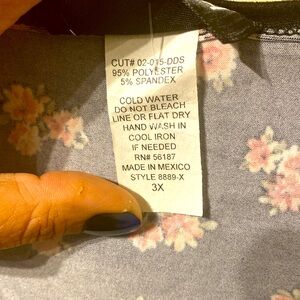 CUT# 02-015-DDS
95% POLYESTER
5% SPANDEX
COLD WATER
DO NOT BLEACH
LINE OR FLAT DRY
HAND WASH IN
COOL IRON
IF NEEDED
RN# 56187
MADE IN MEXICO
STYLE 8889-X
3X